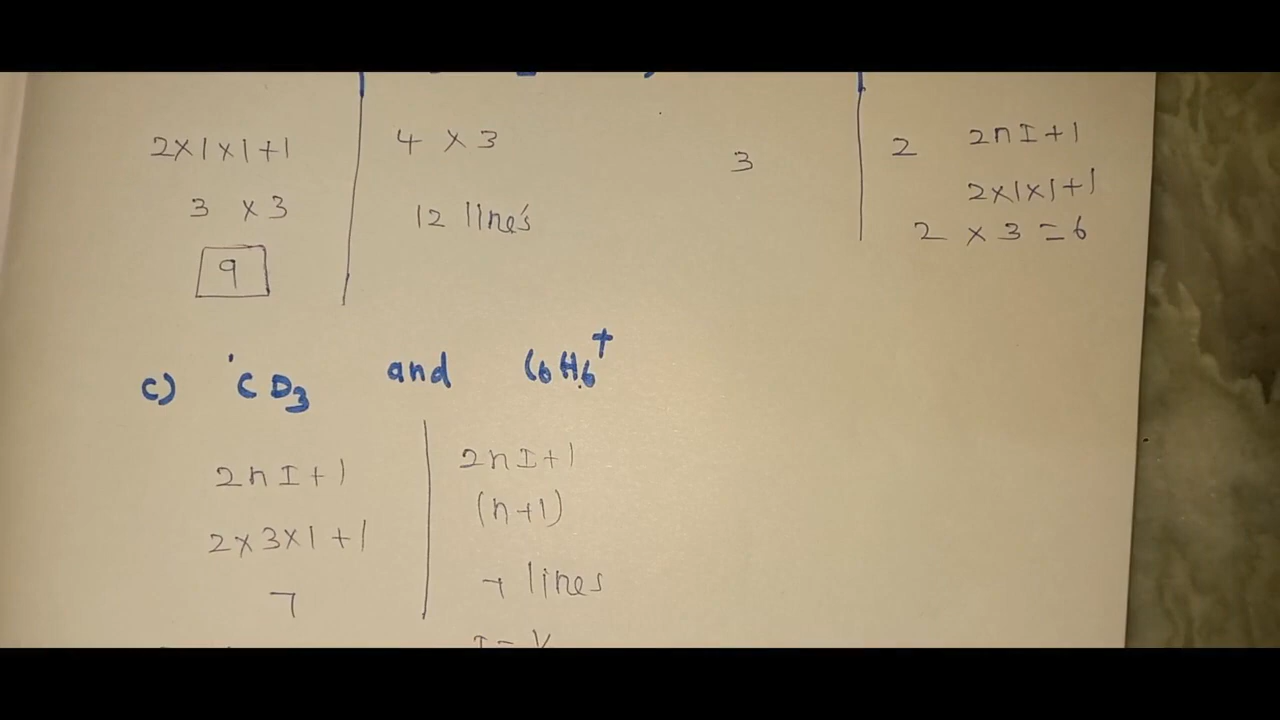 2×1×1+1
3 ×3
9
4 ×3
12 lines
3
2 2nI+1
2×1×1+1
2 × 3 = 6
c) ·CD3 and C6H6+
2nI+1
2×3×1+1
7
2nI+1
(n+1)
7 lines